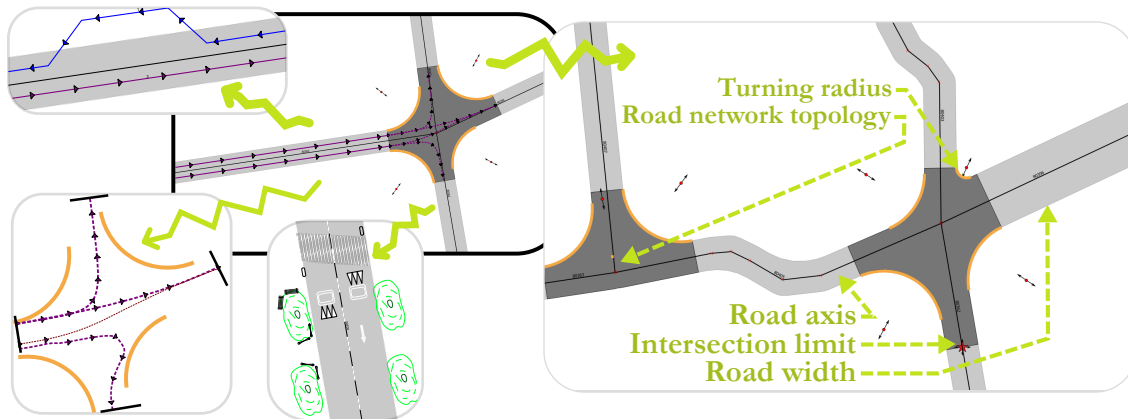 Turning radius
Road network topology
Road axis
Intersection limit
Road width